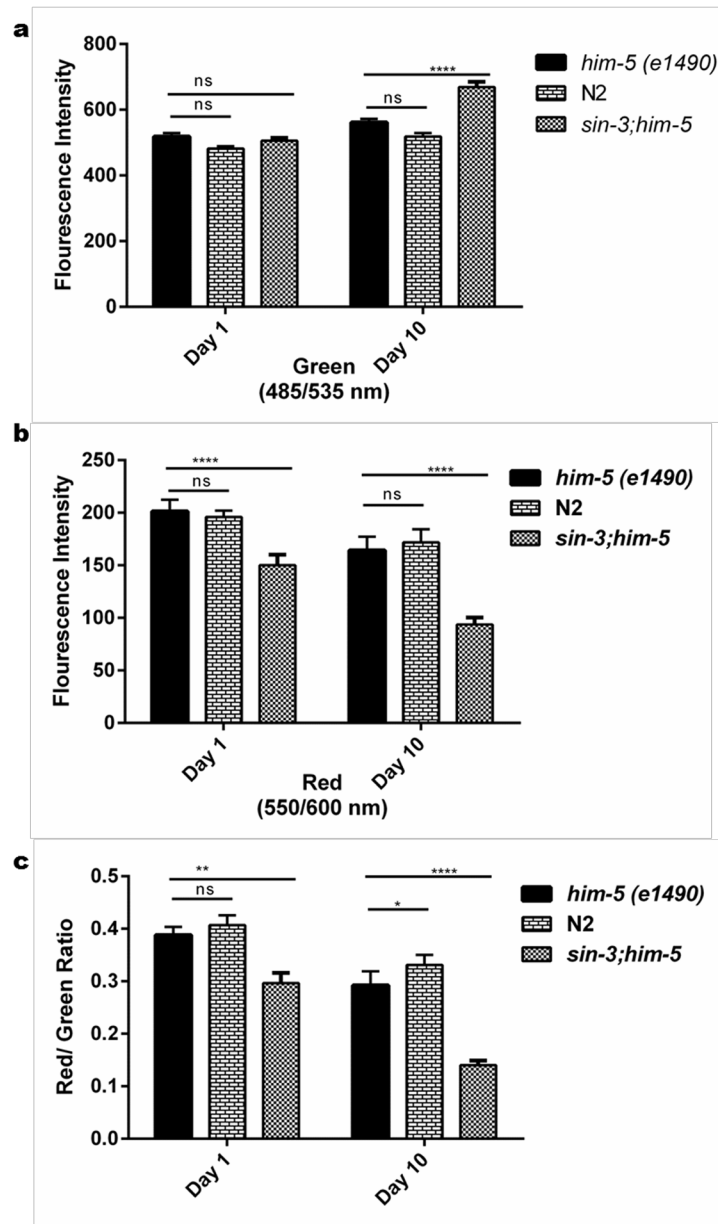 a
800
600
400
200
0
Flourescence Intensity
ns
ns
ns
****
him-5 (e1490)
N2
sin-3;him-5
Day 1
Day 10
Green
(485/535 nm)
b
250
200
150
100
50
0
Flourescence Intensity
****
ns
****
ns
him-5 (e1490)
N2
sin-3;him-5
Day 1
Day 10
Red
(550/600 nm)
c
0.5
0.4
0.3
0.2
0.1
0.0
Red/ Green Ratio
**
ns
****
*
him-5 (e1490)
N2
sin-3;him-5
Day 1
Day 10